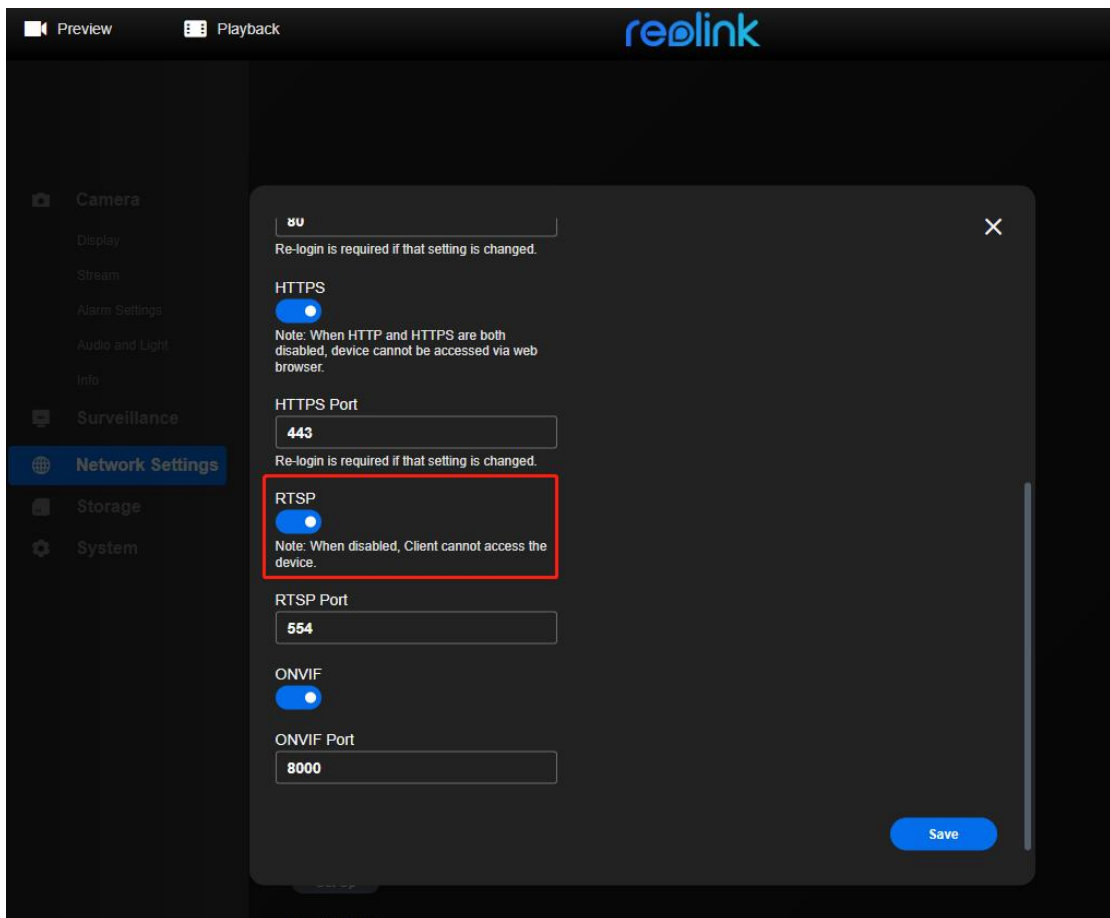 Preview
Playback
reolink
Camera
Display
Stream
Alarm Settings
Audio and Light
Info
Surveillance
Network Settings
Storage
System
80
Re-login is required if that setting is changed.
HTTPS
Note: When HTTP and HTTPS are both
disabled, device cannot be accessed via web
browser.
HTTPS Port
443
Re-login is required if that setting is changed.
RTSP
Note: When disabled, Client cannot access the
device.
RTSP Port
554
ONVIF
ONVIF Port
8000
Save